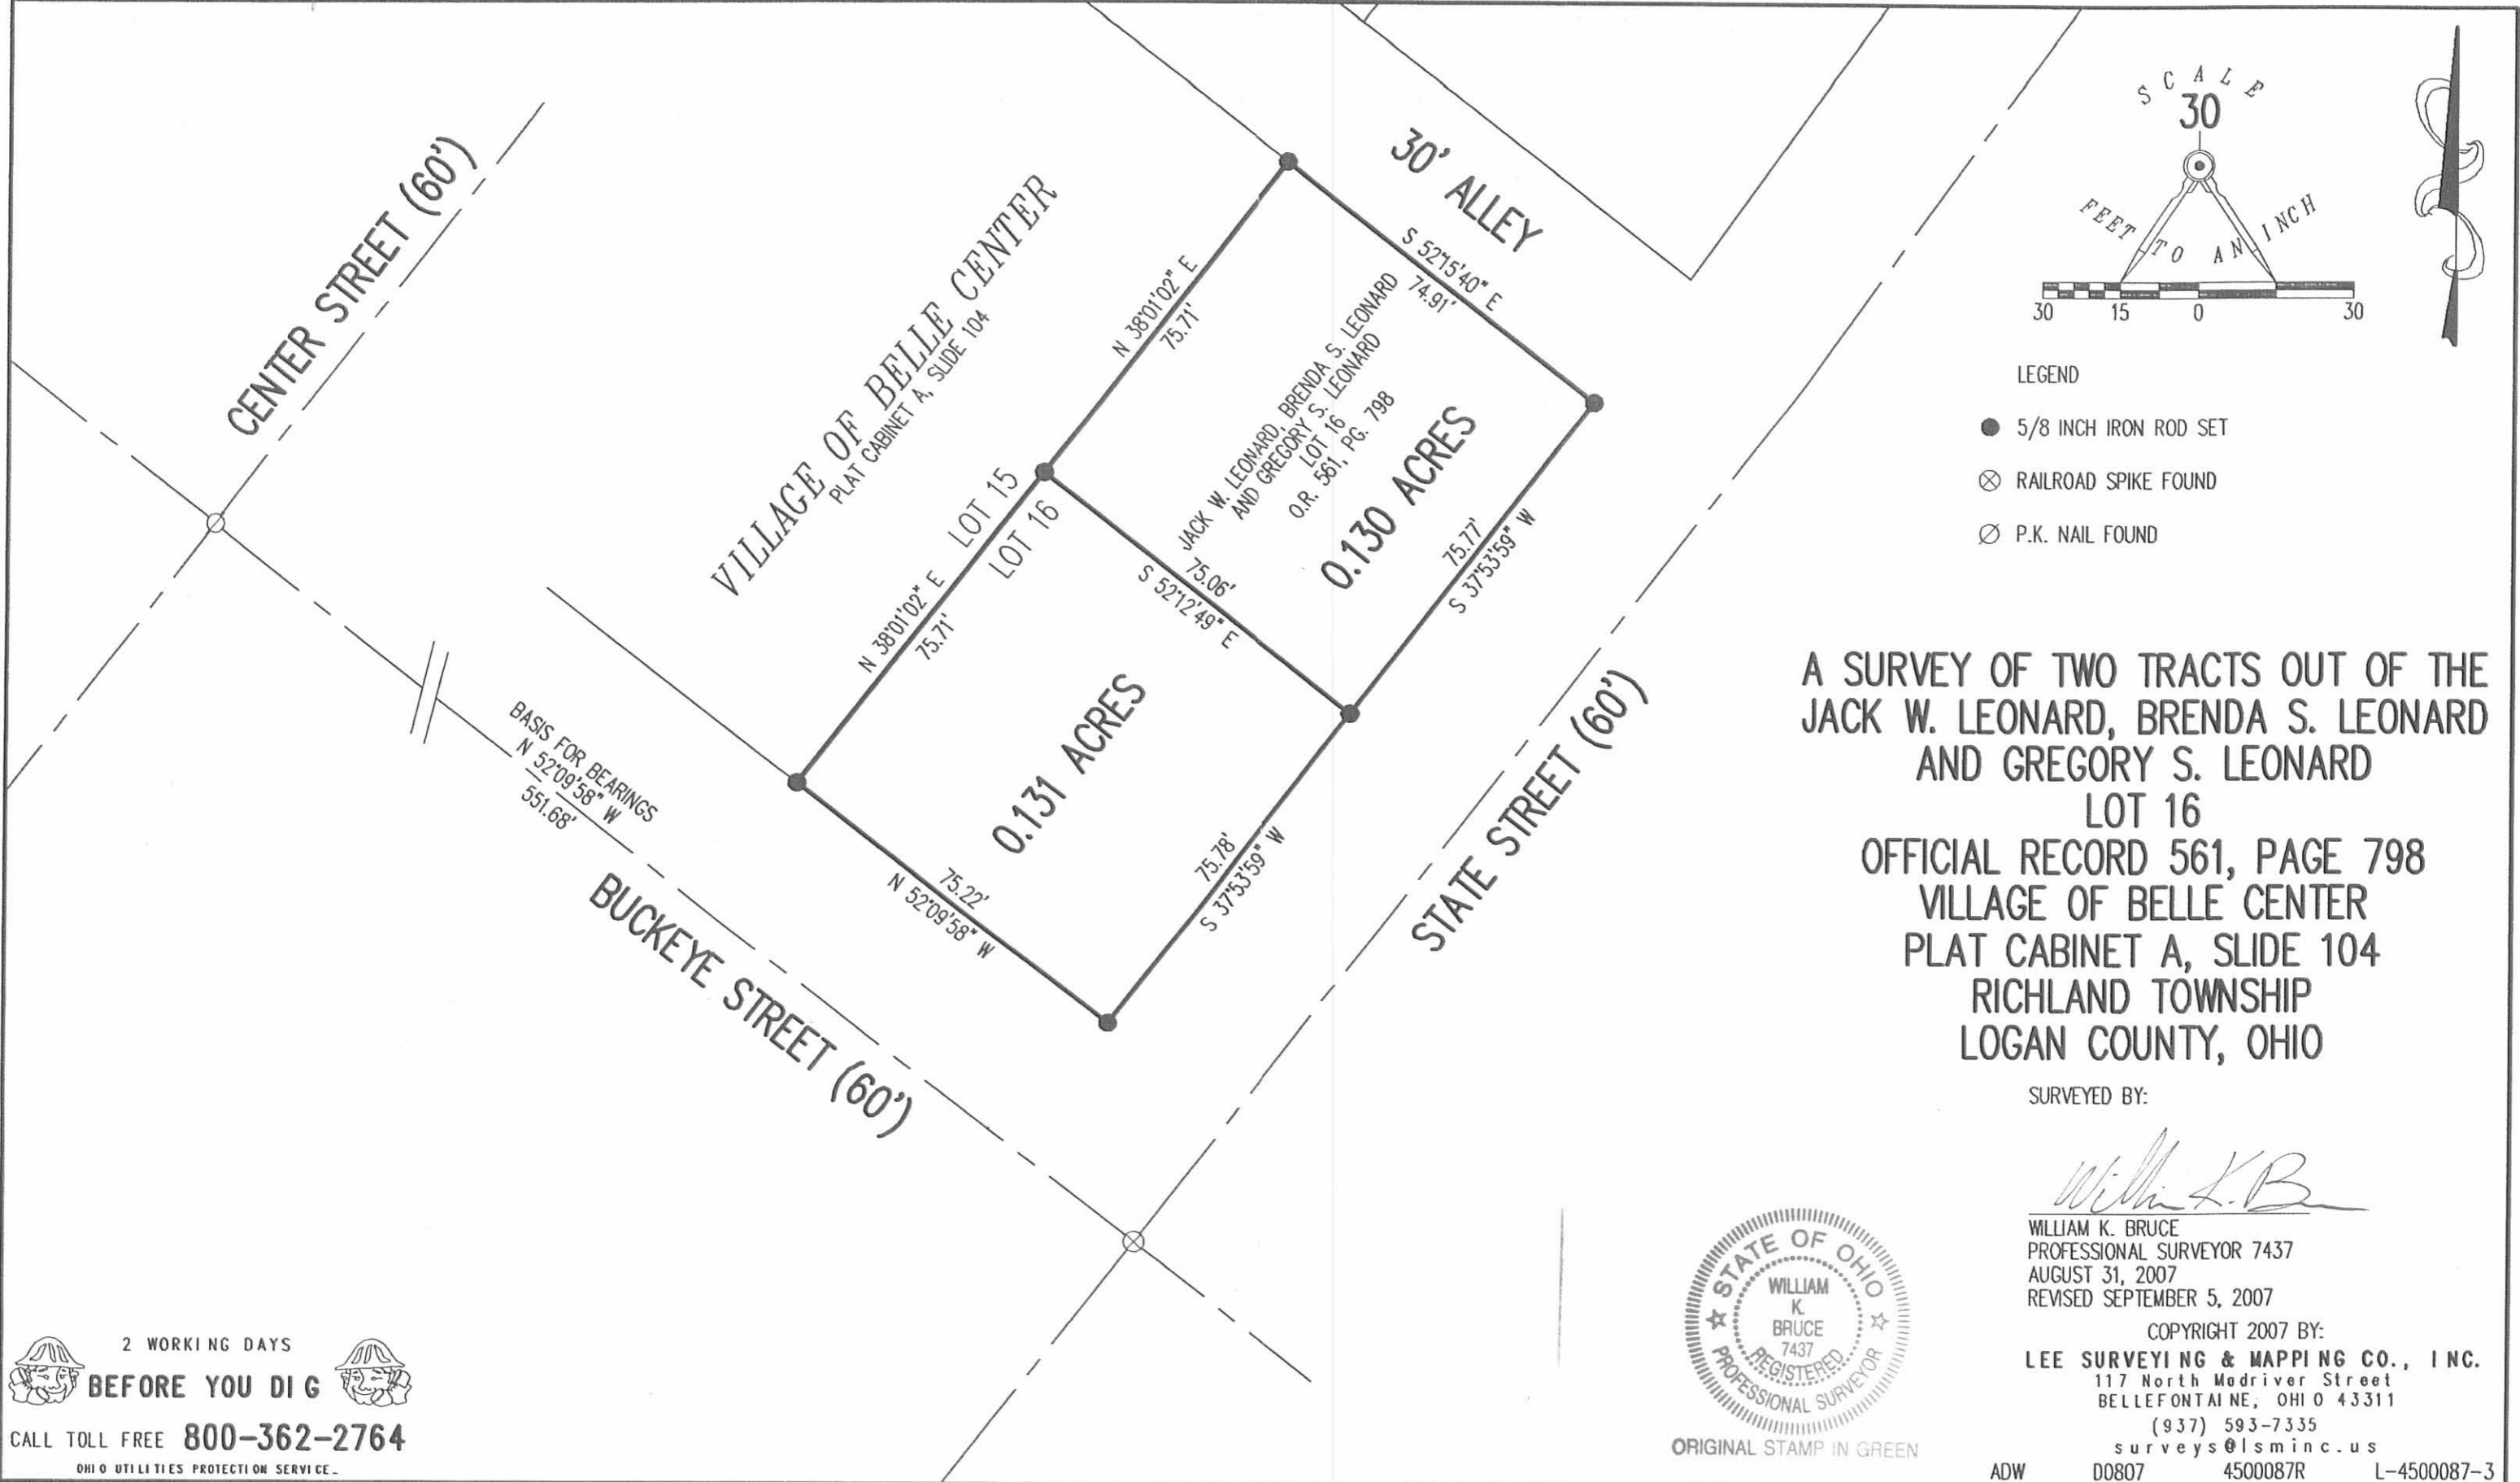 CENTER STREET (60')
VILLAGE OF BELLE CENTER
PLAT CABINET A, SLIDE 104
30' ALLEY
S 52°15'40" E
74.91'
N 38°01'02" E
75.71'
JACK W. LEONARD, BRENDA S. LEONARD
AND GREGORY S. LEONARD
LOT 16
O.R. 561, PG. 798
0.130 ACRES
75.77'
S 37°53'59" W
LOT 15
LOT 16
75.06'
S 52°12'49" E
N 38°01'02" E
75.71'
0.131 ACRES
75.78'
S 37°53'59" W
75.22'
N 52°09'58" W
BASIS FOR BEARINGS
N 52°09'58" W
551.68'
BUCKEYE STREET (60')
STATE STREET (60')
SCALE
30
FEET TO AN INCH
30 15 0 30
LEGEND
5/8 INCH IRON ROD SET
RAILROAD SPIKE FOUND
P.K. NAIL FOUND
A SURVEY OF TWO TRACTS OUT OF THE
JACK W. LEONARD, BRENDA S. LEONARD
AND GREGORY S. LEONARD
LOT 16
OFFICIAL RECORD 561, PAGE 798
VILLAGE OF BELLE CENTER
PLAT CABINET A, SLIDE 104
RICHLAND TOWNSHIP
LOGAN COUNTY, OHIO
SURVEYED BY:
William K. B
WILLIAM K. BRUCE
PROFESSIONAL SURVEYOR 7437
AUGUST 31, 2007
REVISED SEPTEMBER 5, 2007
COPYRIGHT 2007 BY:
LEE SURVEYING & MAPPING CO., INC.
117 North Madriver Street
BELLEFONTAINE, OHIO 43311
(937) 593-7335
surveys@lsminc.us
ADW D0807 4500087R L-4500087-3
STATE OF OHIO
WILLIAM
K.
BRUCE
7437
REGISTERED
PROFESSIONAL SURVEYOR
ORIGINAL STAMP IN GREEN
2 WORKING DAYS
BEFORE YOU DIG
CALL TOLL FREE 800-362-2764
OHIO UTILITIES PROTECTION SERVICE.